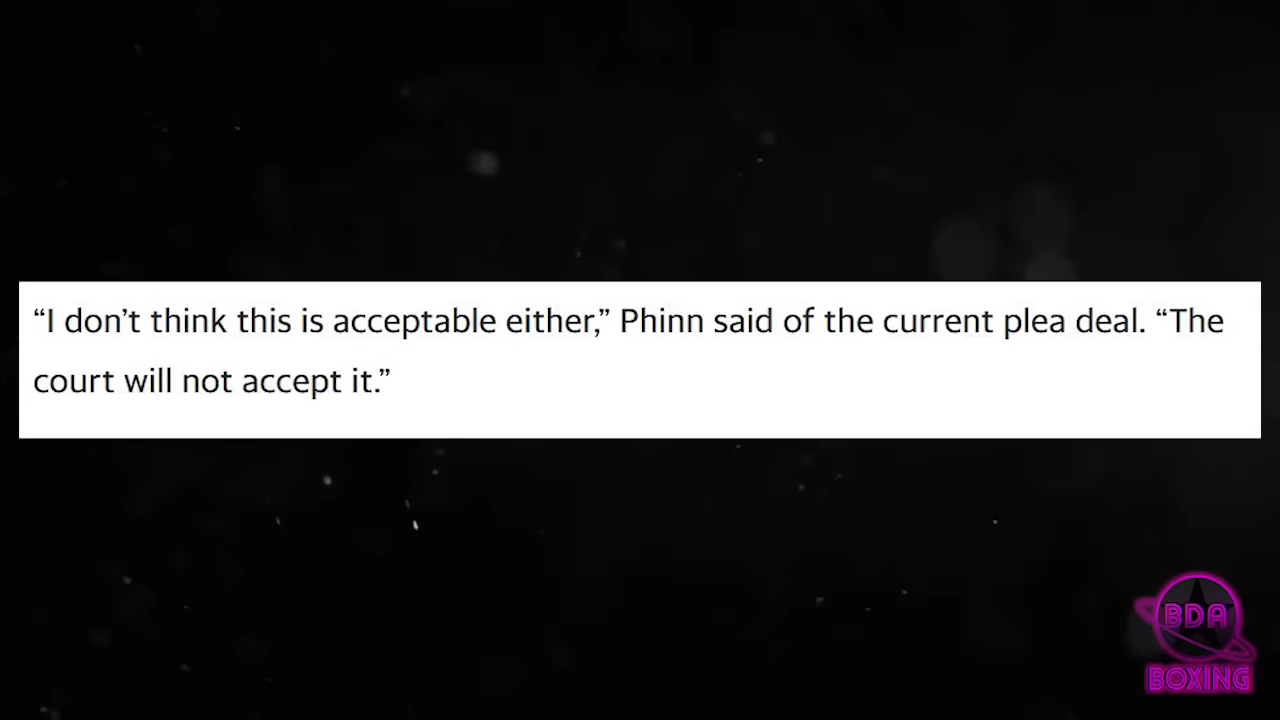 “I don’t think this is acceptable either,” Phinn said of the current plea deal. “The
court will not accept it.”
BDA
BOXING